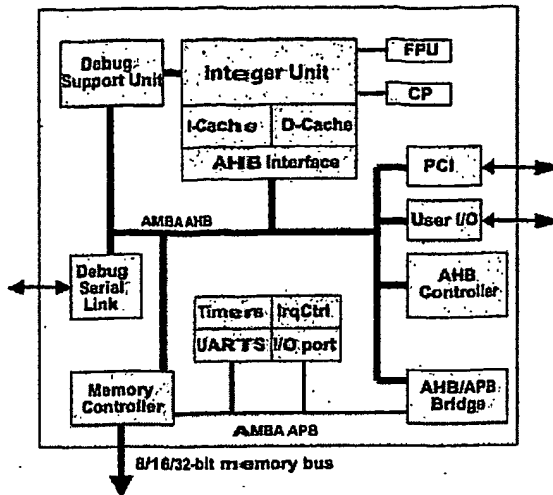 Debug
Support Unit
Interger Unit
FPU
CP
I-Cache
D-Cache
AHB Interface
PCI
AMBA AHB
User I/O
Debug
Serial
Link
AHB
Controller
Timers
IrqCtrl
UARTS
I/O port
Memory
Controller
AHB/APB
Bridge
AMBA APB
8/16/32-bit memory bus